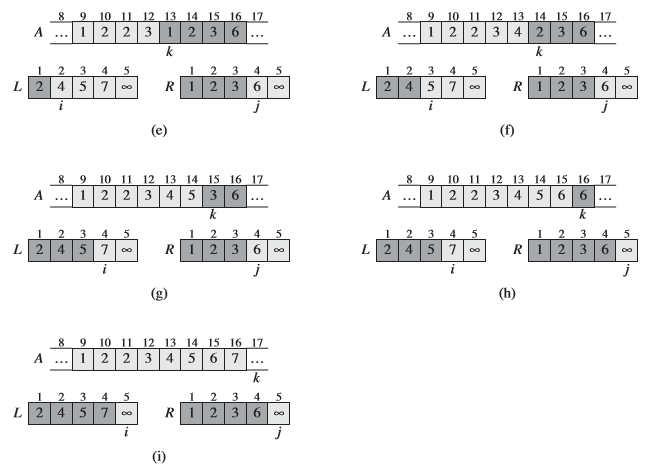 8 9 10 11 12 13 14 15 16 17
A ... 1 2 2 3 1 2 3 6 ...
k
1 2 3 4 5
L 2 4 5 7 ∞
i
1 2 3 4 5
R 1 2 3 6 ∞
j
(e)
8 9 10 11 12 13 14 15 16 17
A ... 1 2 2 3 4 2 3 6 ...
k
1 2 3 4 5
L 2 4 5 7 ∞
i
1 2 3 4 5
R 1 2 3 6 ∞
j
(f)
8 9 10 11 12 13 14 15 16 17
A ... 1 2 2 3 4 5 3 6 ...
k
1 2 3 4 5
L 2 4 5 7 ∞
i
1 2 3 4 5
R 1 2 3 6 ∞
j
(g)
8 9 10 11 12 13 14 15 16 17
A ... 1 2 2 3 4 5 6 6 ...
k
1 2 3 4 5
L 2 4 5 7 ∞
i
1 2 3 4 5
R 1 2 3 6 ∞
j
(h)
8 9 10 11 12 13 14 15 16 17
A ... 1 2 2 3 4 5 6 7 ...
k
1 2 3 4 5
L 2 4 5 7 ∞
i
1 2 3 4 5
R 1 2 3 6 ∞
j
(i)